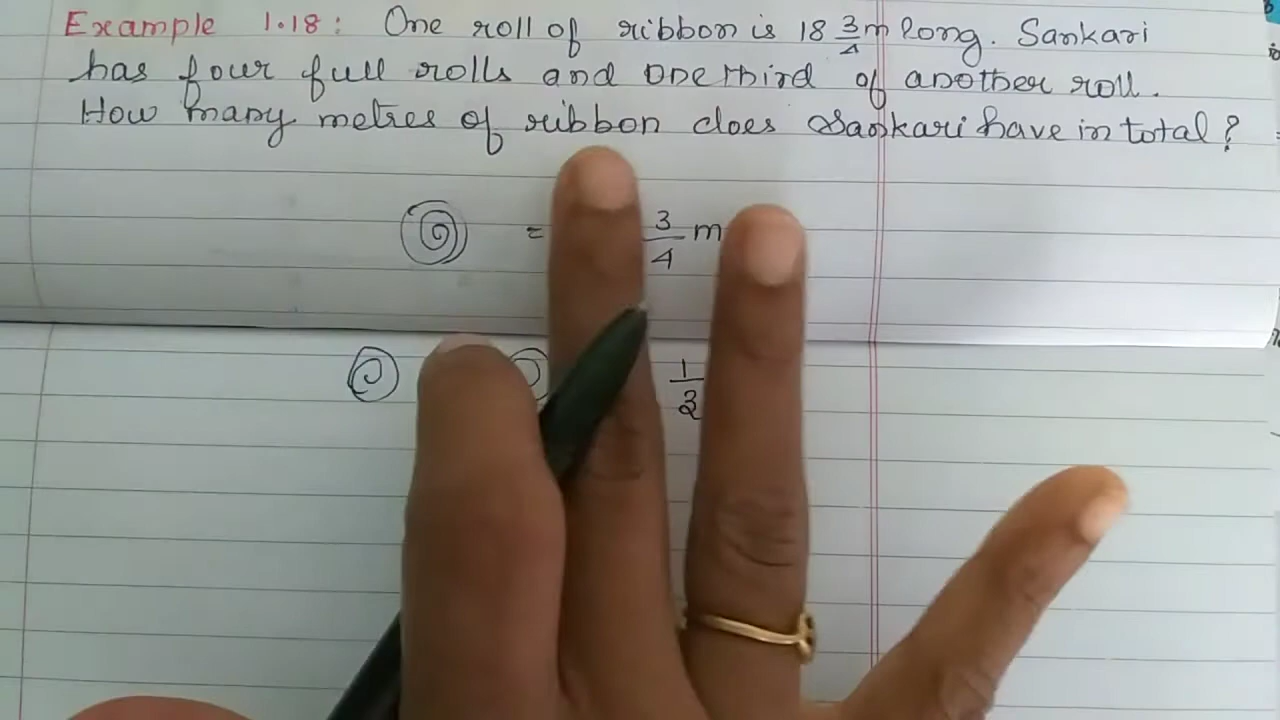 Example 1.18: One roll of ribbon is 18 3/4 m long. Sankari
has four full rolls and one third of another roll.
How many metres of ribbon does Sankari have in total?
= 3/4 m
1/3